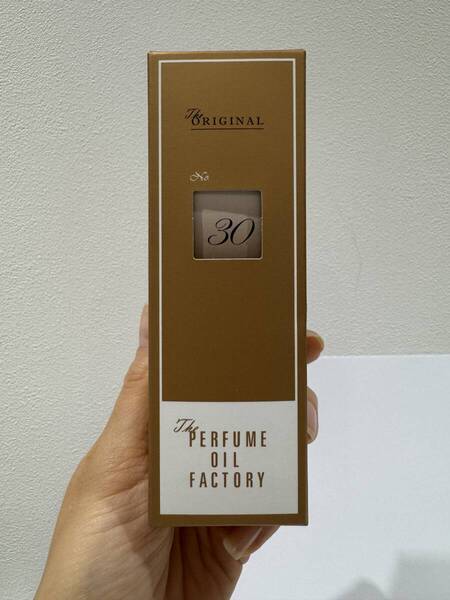 The
ORIGINAL
No
30
The
PERFUME
OIL
FACTORY